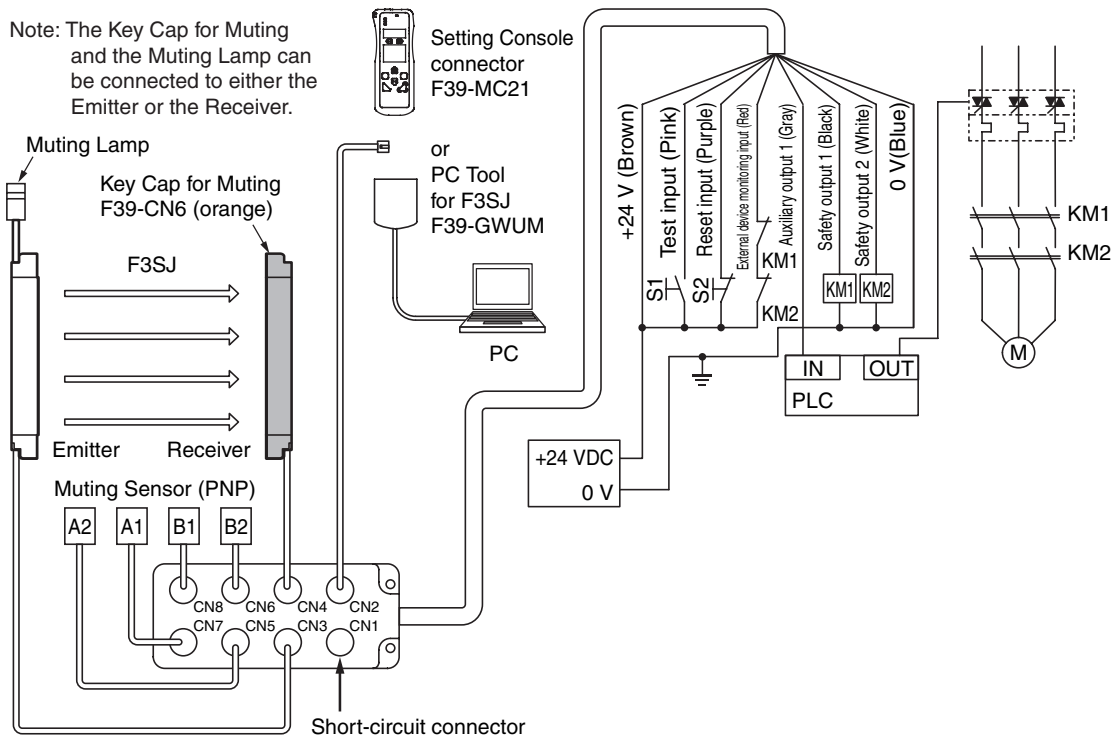 Note: The Key Cap for Muting
and the Muting Lamp can
be connected to either the
Emitter or the Receiver.
Setting Console
connector
F39-MC21
or
PC Tool
for F3SJ
F39-GWUM
PC
Muting Lamp
Key Cap for Muting
F39-CN6 (orange)
F3SJ
Emitter
Receiver
Muting Sensor (PNP)
A2
A1
B1
B2
CN8
CN6
CN4
CN2
CN7
CN5
CN3
CN1
Short-circuit connector
+24 V (Brown)
Test input (Pink)
Reset input (Purple)
External device monitoring input (Red)
Auxiliary output 1 (Gray)
Safety output 1 (Black)
Safety output 2 (White)
0 V(Blue)
S1
S2
KM1
KM2
KM1
KM2
IN
OUT
PLC
+24 VDC
0 V
KM1
KM2
M